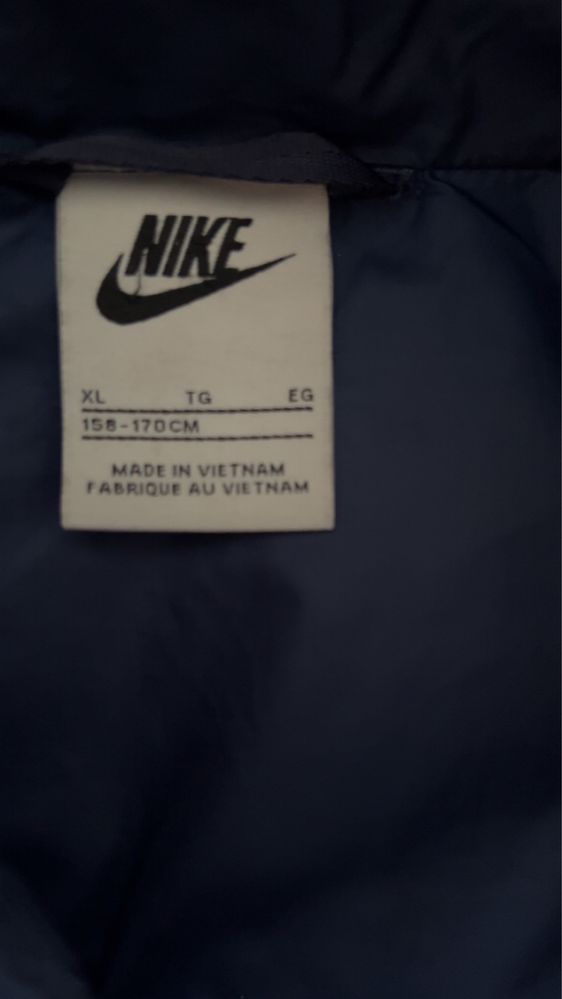 NIKE
XL TG EG
158-170CM
MADE IN VIETNAM
FABRIQUE AU VIETNAM